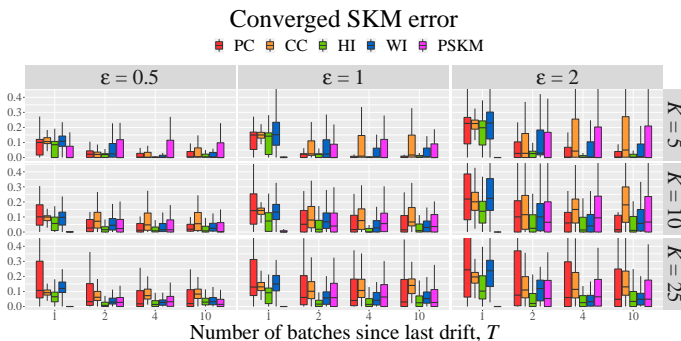 Converged SKM error
PC CC HI WI PSKM
ε = 0.5 ε = 1 ε = 2
0.4
0.3
0.2
0.1
0.0
K = 5
0.4
0.3
0.2
0.1
0.0
K = 10
0.4
0.3
0.2
0.1
0.0
K = 25
1 2 4 10 1 2 4 10 1 2 4 10
Number of batches since last drift, T